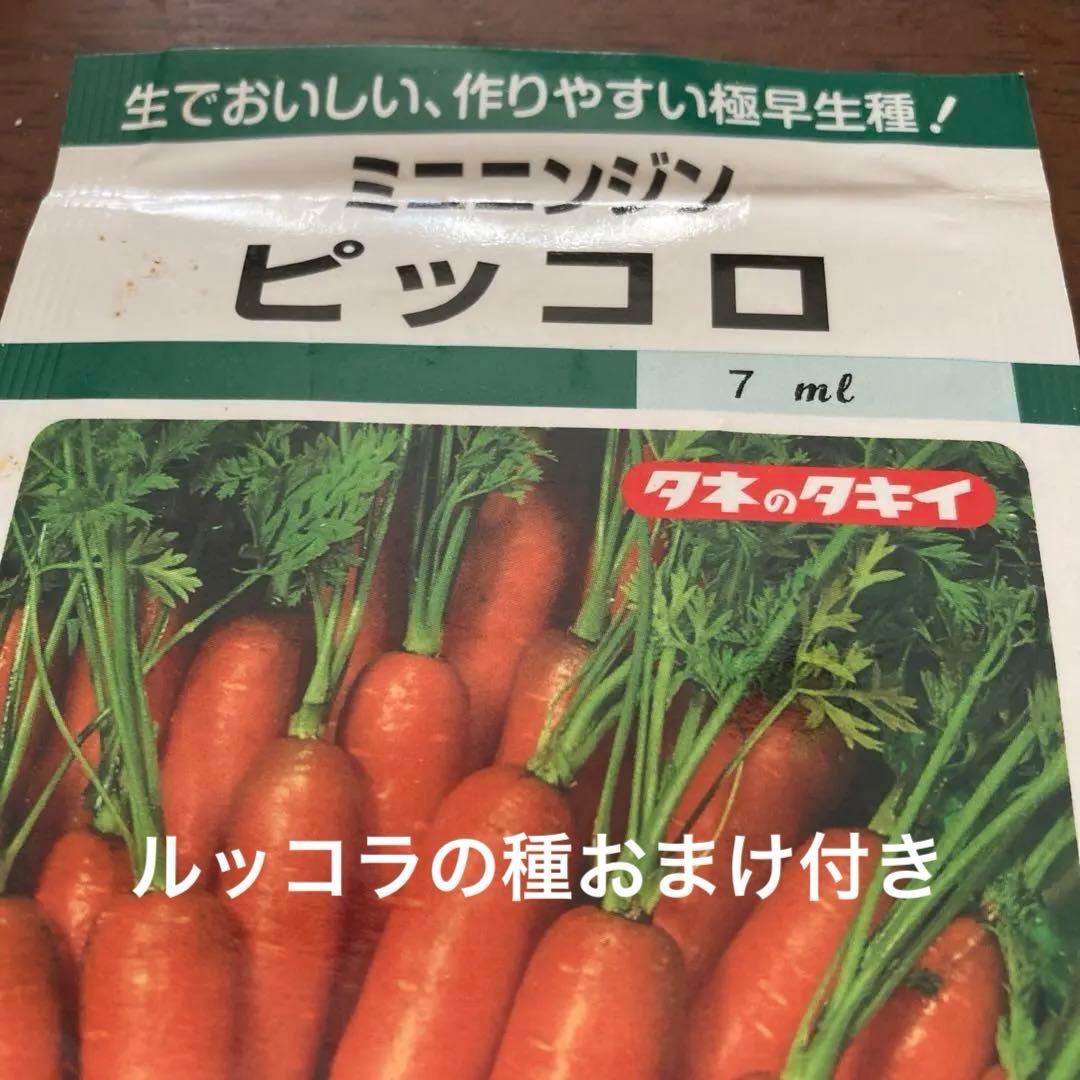 生でおいしい、作りやすい極早生種！
ミニニンジン
ピッコロ
7 ml
タネのタキイ
ルッコラの種おまけ付き